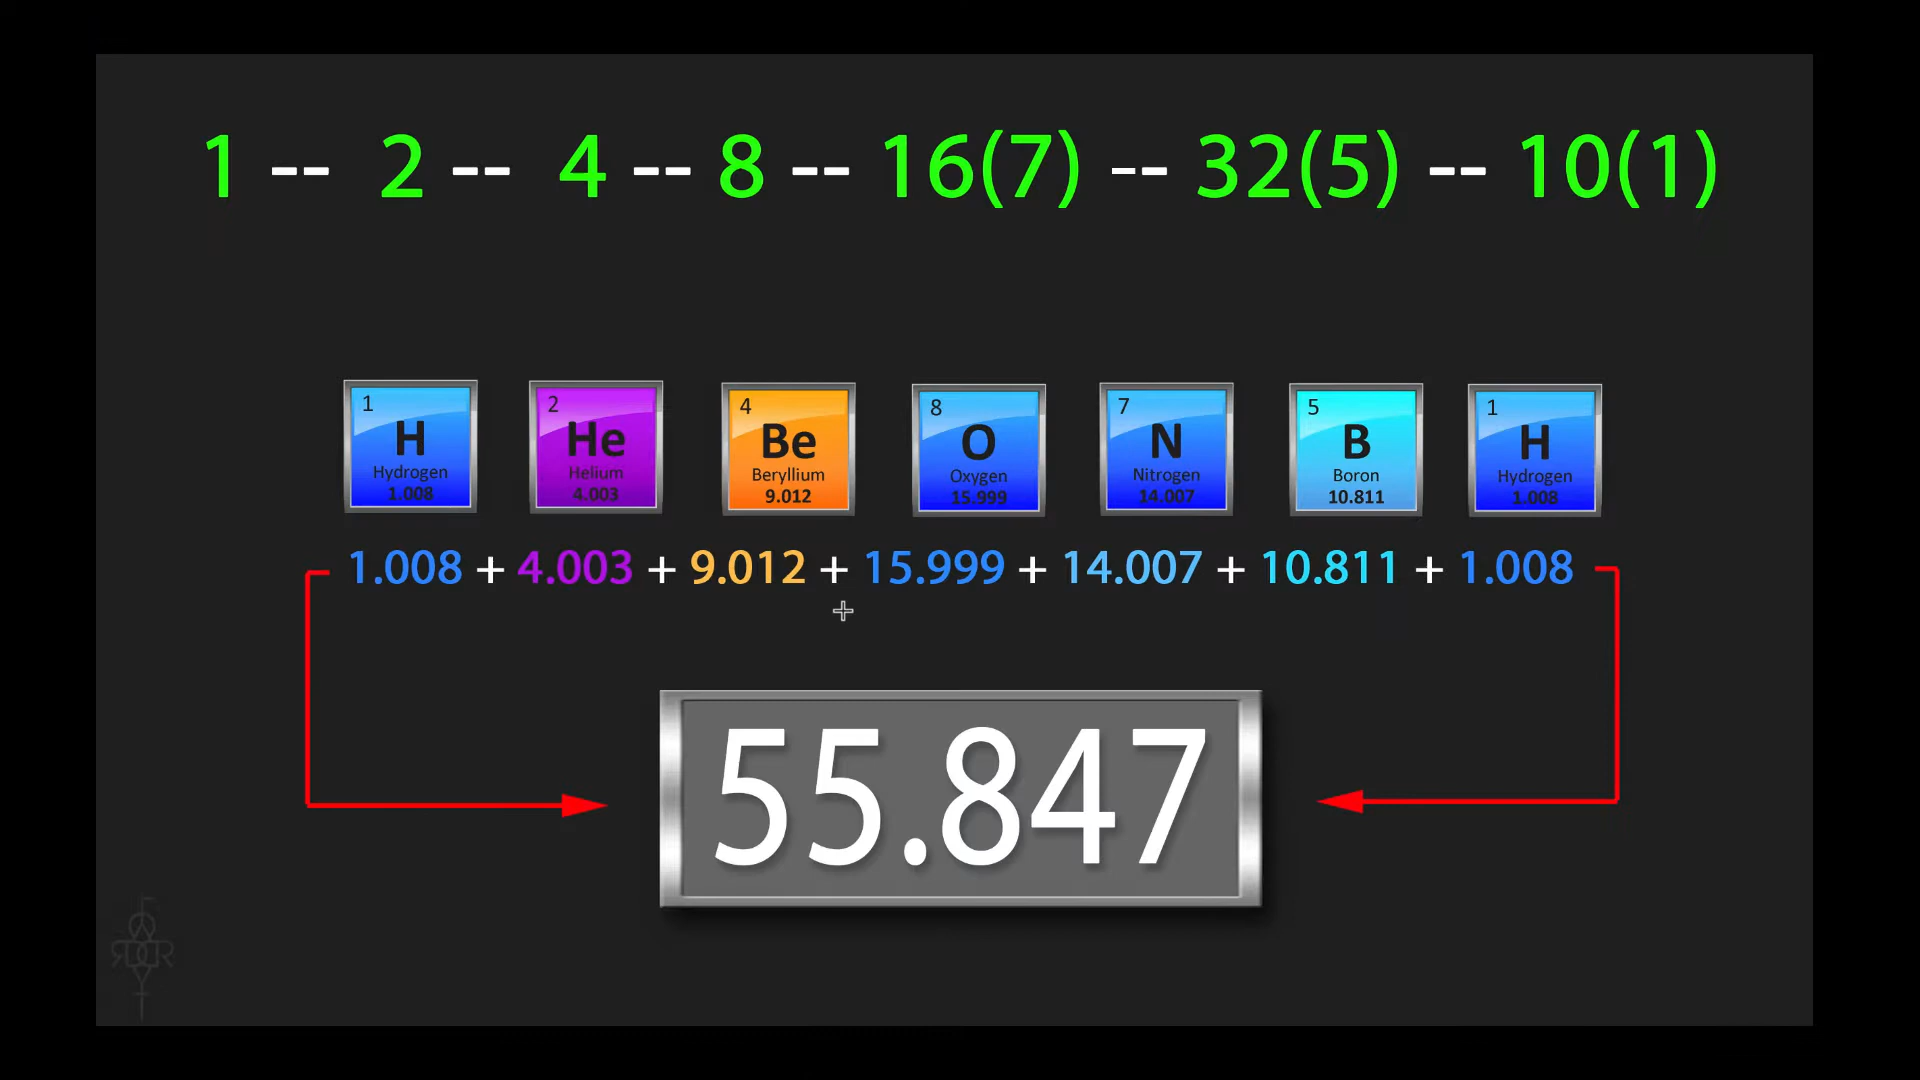 1 -- 2 -- 4 -- 8 -- 16(7) -- 32(5) -- 10(1)
1 2 4 8 7 5 1
H He Be O N B H
Hydrogen Helium Beryllium Oxygen Nitrogen Boron Hydrogen
1.008 4.003 9.012 15.999 14.007 10.811 1.008
1.008 + 4.003 + 9.012 + 15.999 + 14.007 + 10.811 + 1.008
55.847